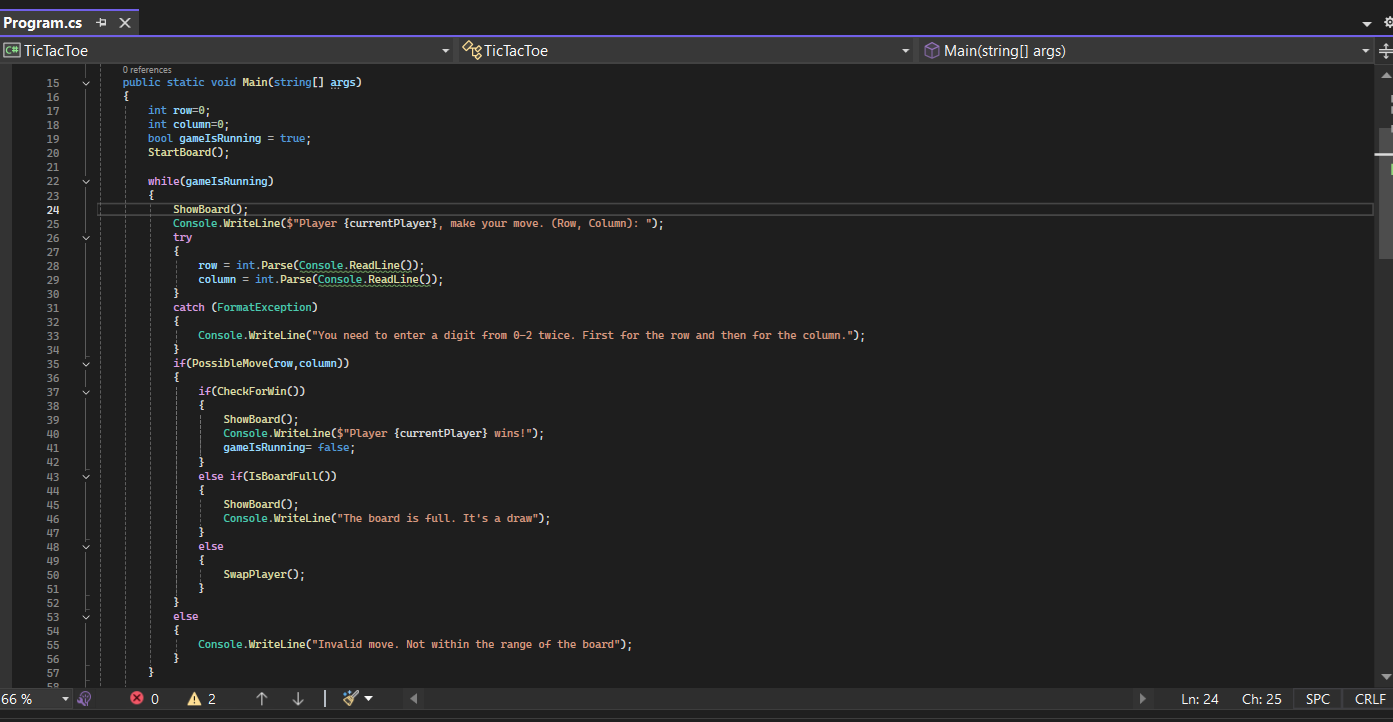 Program.cs
C# TicTacToe TicTacToe Main(string[] args)
0 references
15 public static void Main(string[] args)
16 {
17 int row=0;
18 int column=0;
19 bool gameIsRunning = true;
20 StartBoard();
21
22 while(gameIsRunning)
23 {
24 ShowBoard();
25 Console.WriteLine($"Player {currentPlayer}, make your move. (Row, Column): ");
26 try
27 {
28 row = int.Parse(Console.ReadLine());
29 column = int.Parse(Console.ReadLine());
30 }
31 catch (FormatException)
32 {
33 Console.WriteLine("You need to enter a digit from 0-2 twice. First for the row and then for the column.");
34 }
35 if(PossibleMove(row,column))
36 {
37 if(CheckForWin())
38 {
39 ShowBoard();
40 Console.WriteLine($"Player {currentPlayer} wins!");
41 gameIsRunning= false;
42 }
43 else if(IsBoardFull())
44 {
45 ShowBoard();
46 Console.WriteLine("The board is full. It's a draw");
47 }
48 else
49 {
50 SwapPlayer();
51 }
52 }
53 else
54 {
55 Console.WriteLine("Invalid move. Not within the range of the board");
56 }
57 }
58
66 % 0 2 Ln: 24 Ch: 25 SPC CRLF